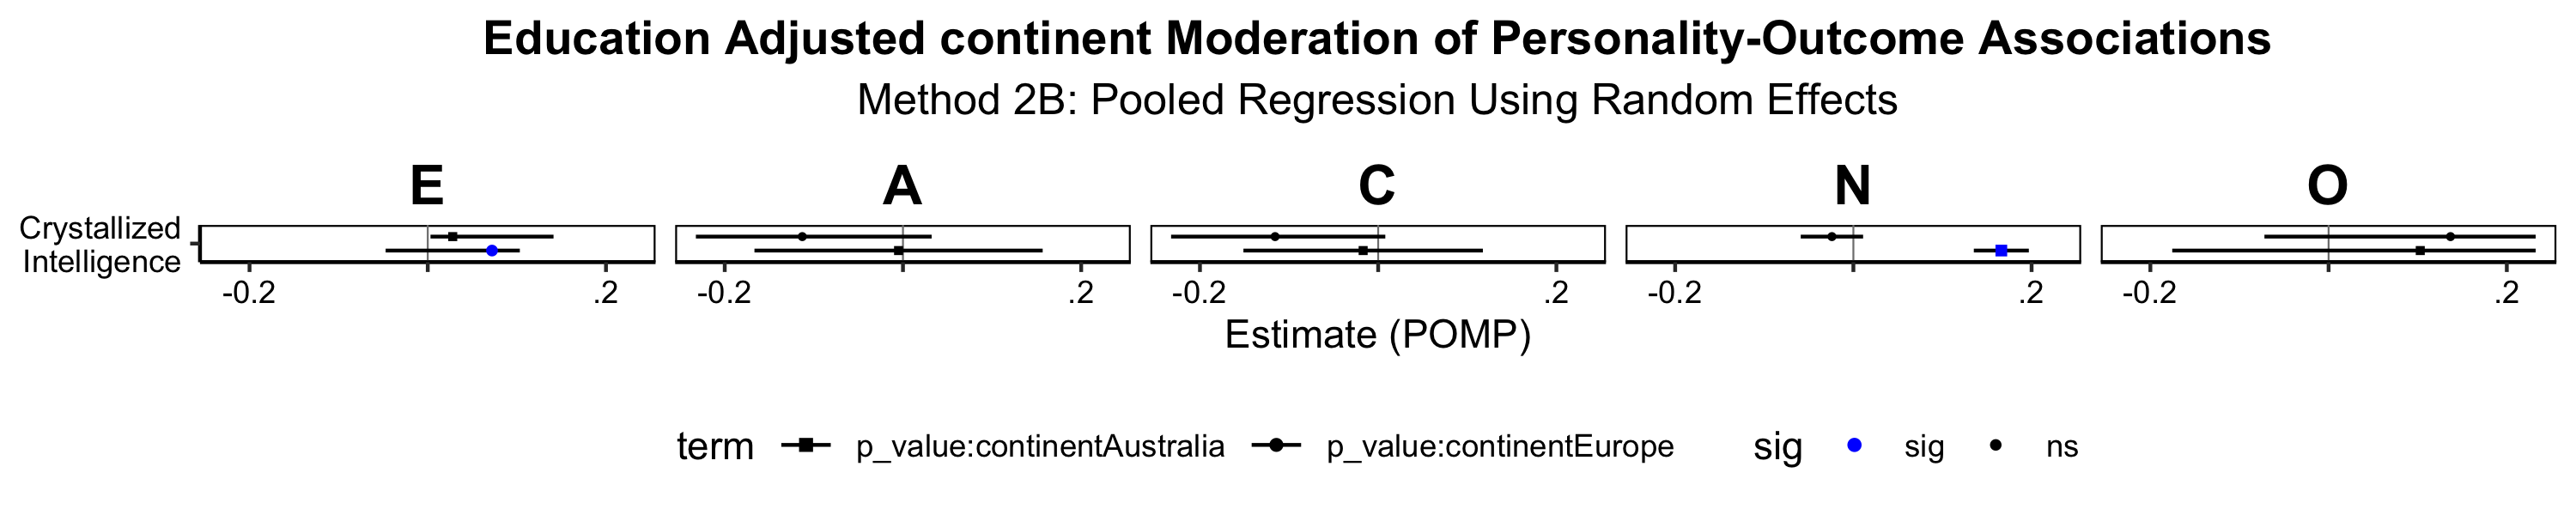 Education Adjusted continent Moderation of Personality-Outcome Associations
Method 2B: Pooled Regression Using Random Effects
E A C N O
Crystallized
Intelligence
-0.2 .2 -0.2 .2 -0.2 .2 -0.2 .2 -0.2 .2
Estimate (POMP)
term p_value:continentAustralia p_value:continentEurope sig sig ns